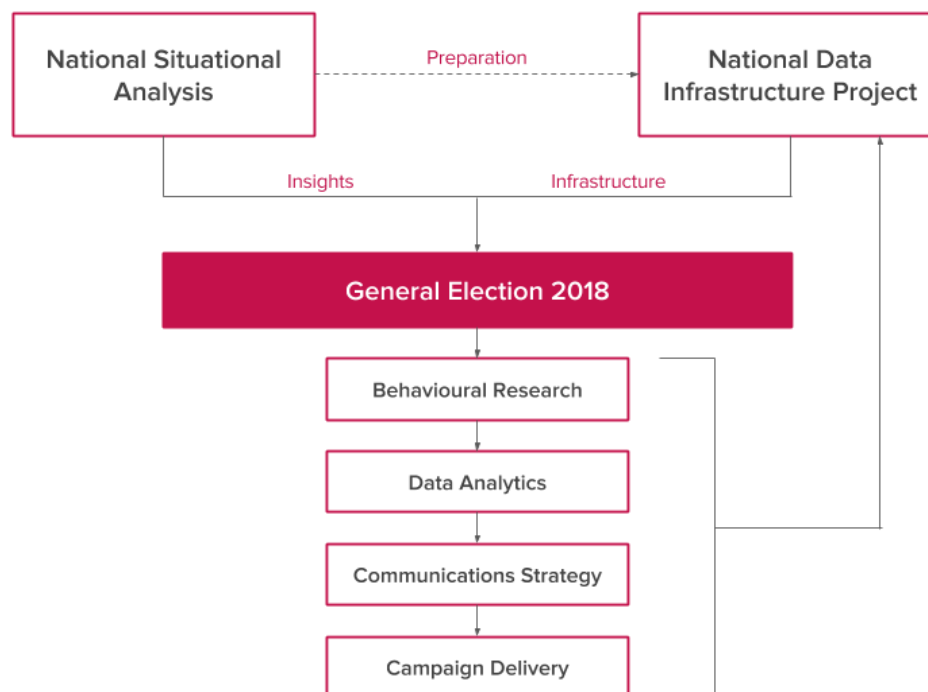 National Situational
Analysis
Preparation
National Data
Infrastructure Project
Insights
Infrastructure
General Election 2018
Behavioural Research
Data Analytics
Communications Strategy
Campaign Delivery